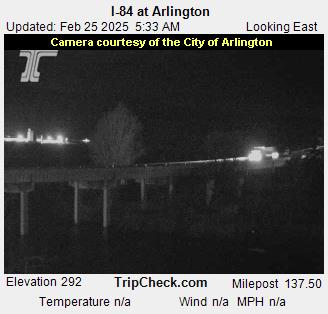 I-84 at Arlington
Updated: Feb 25 2025 5:33 AM Looking East
Camera courtesy of the City of Arlington
Elevation 292 TripCheck.com Milepost 137.50
Temperature n/a Wind n/a MPH n/a